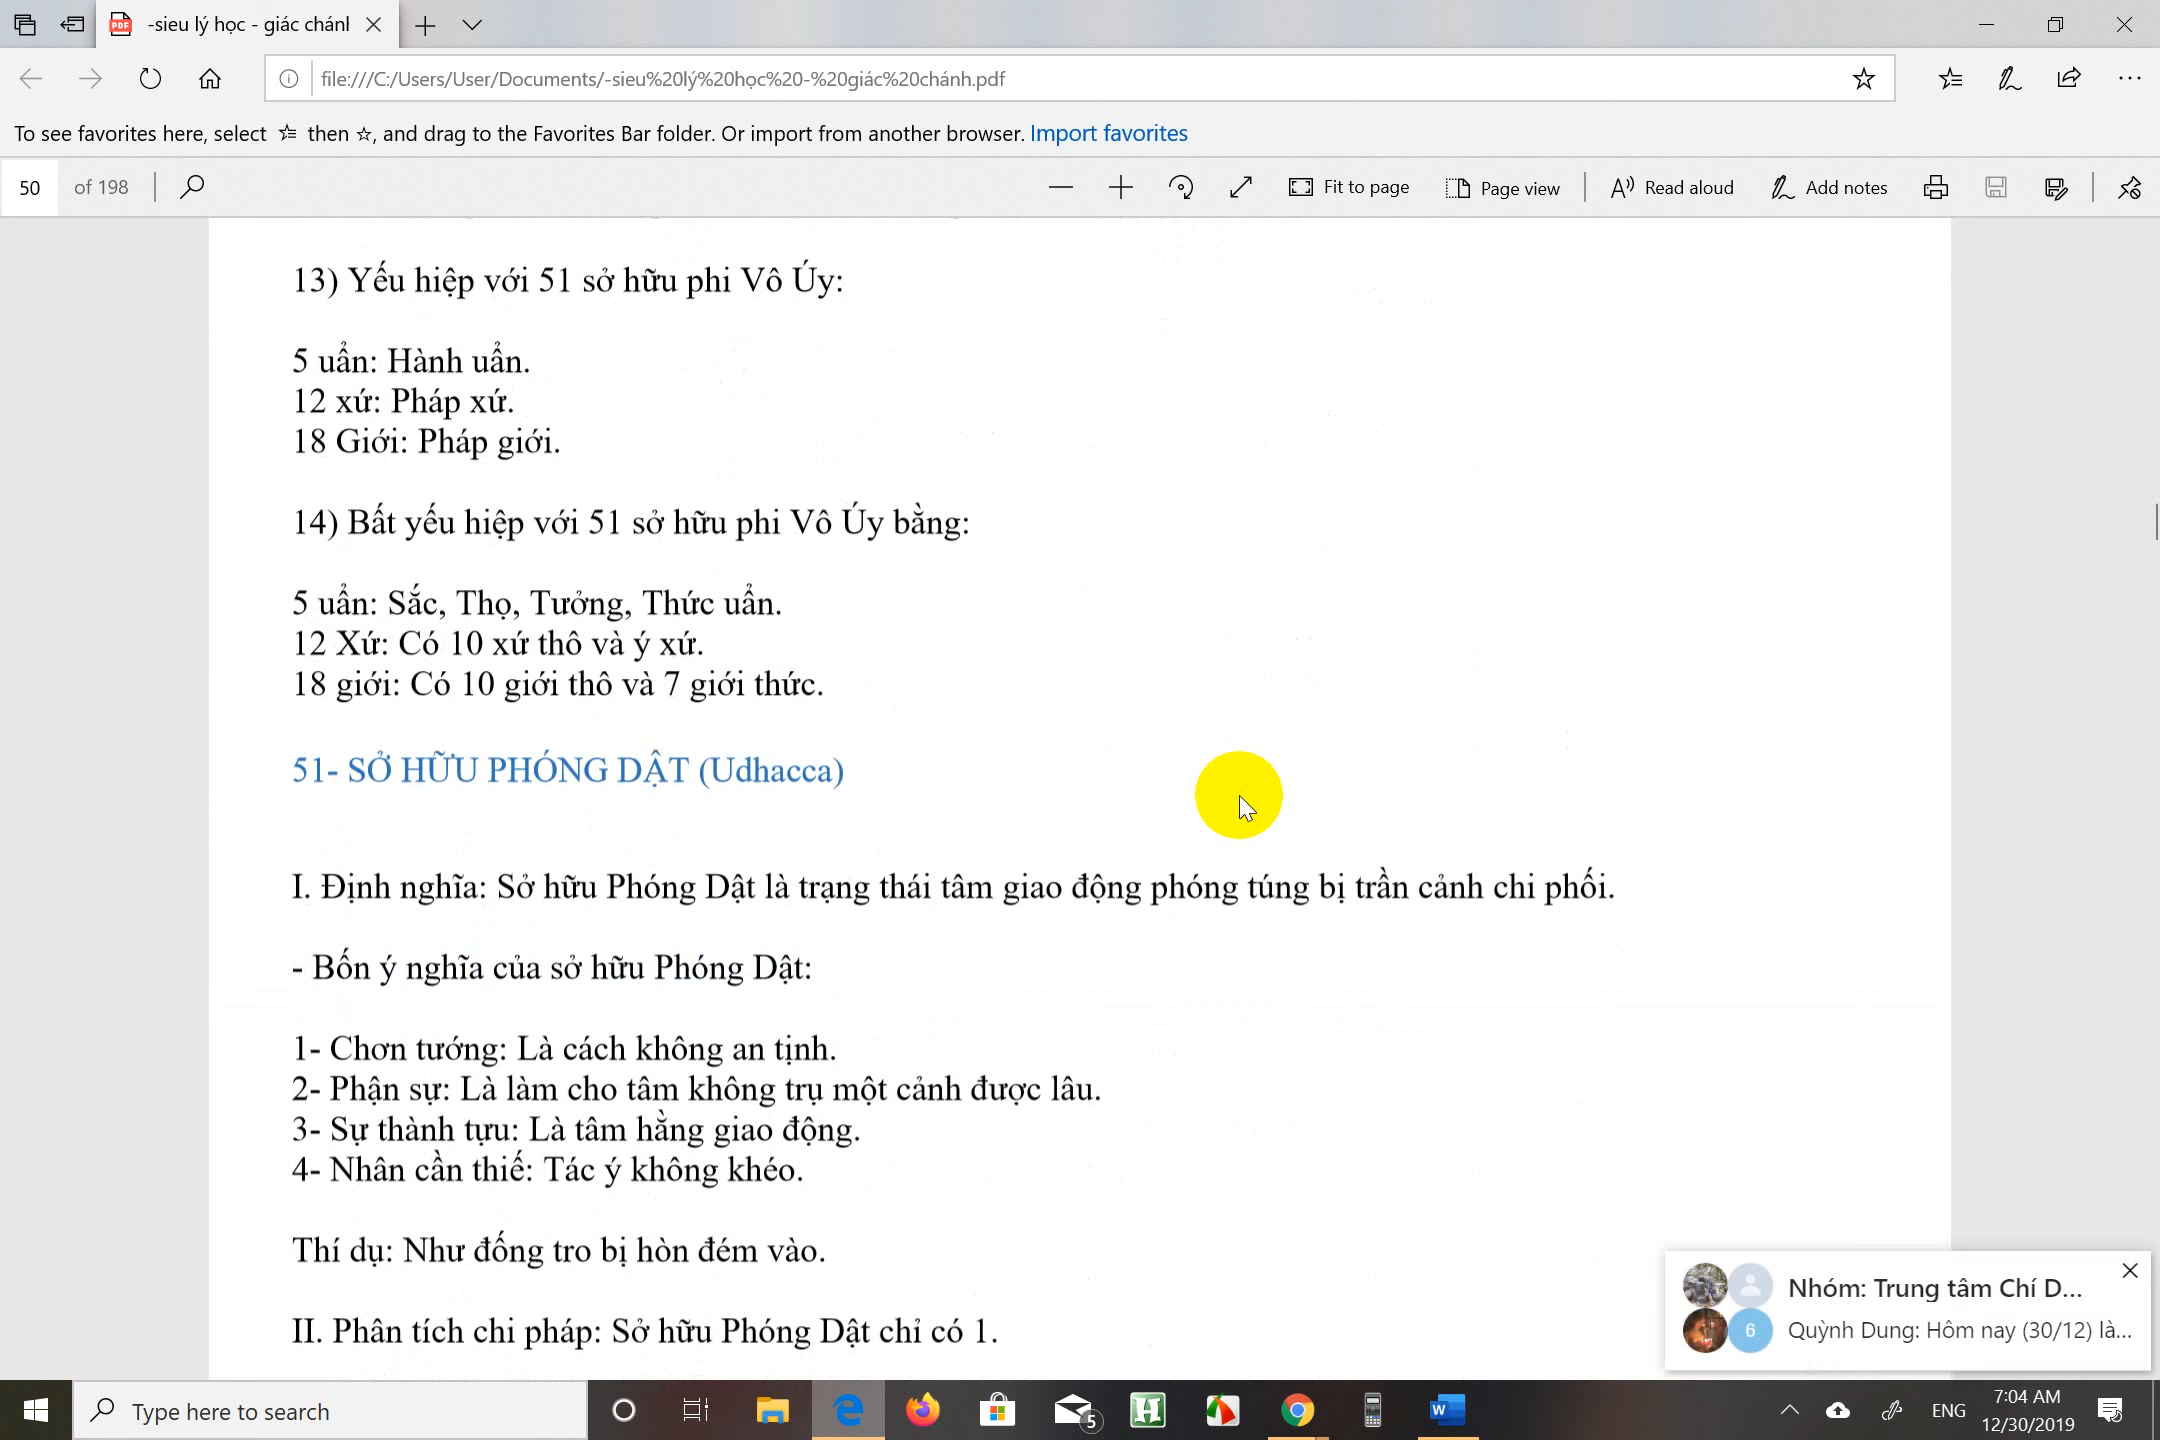 -sieu lý học - giác chánh
file:///C:/Users/User/Documents/-sieu%20lý%20học%20-%20giác%20chánh.pdf
To see favorites here, select then , and drag to the Favorites Bar folder. Or import from another browser. Import favorites
50 of 198 Fit to page Page view Read aloud Add notes
13) Yếu hiệp với 51 sở hữu phi Vô Úy:
5 uẩn: Hành uẩn.
12 xứ: Pháp xứ.
18 Giới: Pháp giới.
14) Bất yếu hiệp với 51 sở hữu phi Vô Úy bằng:
5 uẩn: Sắc, Thọ, Tưởng, Thức uẩn.
12 Xứ: Có 10 xứ thô và ý xứ.
18 giới: Có 10 giới thô và 7 giới thức.
51- SỞ HỮU PHÓNG DẬT (Udhacca)
I. Định nghĩa: Sở hữu Phóng Dật là trạng thái tâm giao động phóng túng bị trần cảnh chi phối.
- Bốn ý nghĩa của sở hữu Phóng Dật:
1- Chơn tướng: Là cách không an tịnh.
2- Phận sự: Là làm cho tâm không trụ một cảnh được lâu.
3- Sự thành tựu: Là tâm hằng giao động.
4- Nhân cần thiế: Tác ý không khéo.
Thí dụ: Như đống tro bị hòn đém vào.
II. Phân tích chi pháp: Sở hữu Phóng Dật chỉ có 1.
Nhóm: Trung tâm Chí D...
6 Quỳnh Dung: Hôm nay (30/12) là...
Type here to search
5
W
ENG
7:04 AM
12/30/2019